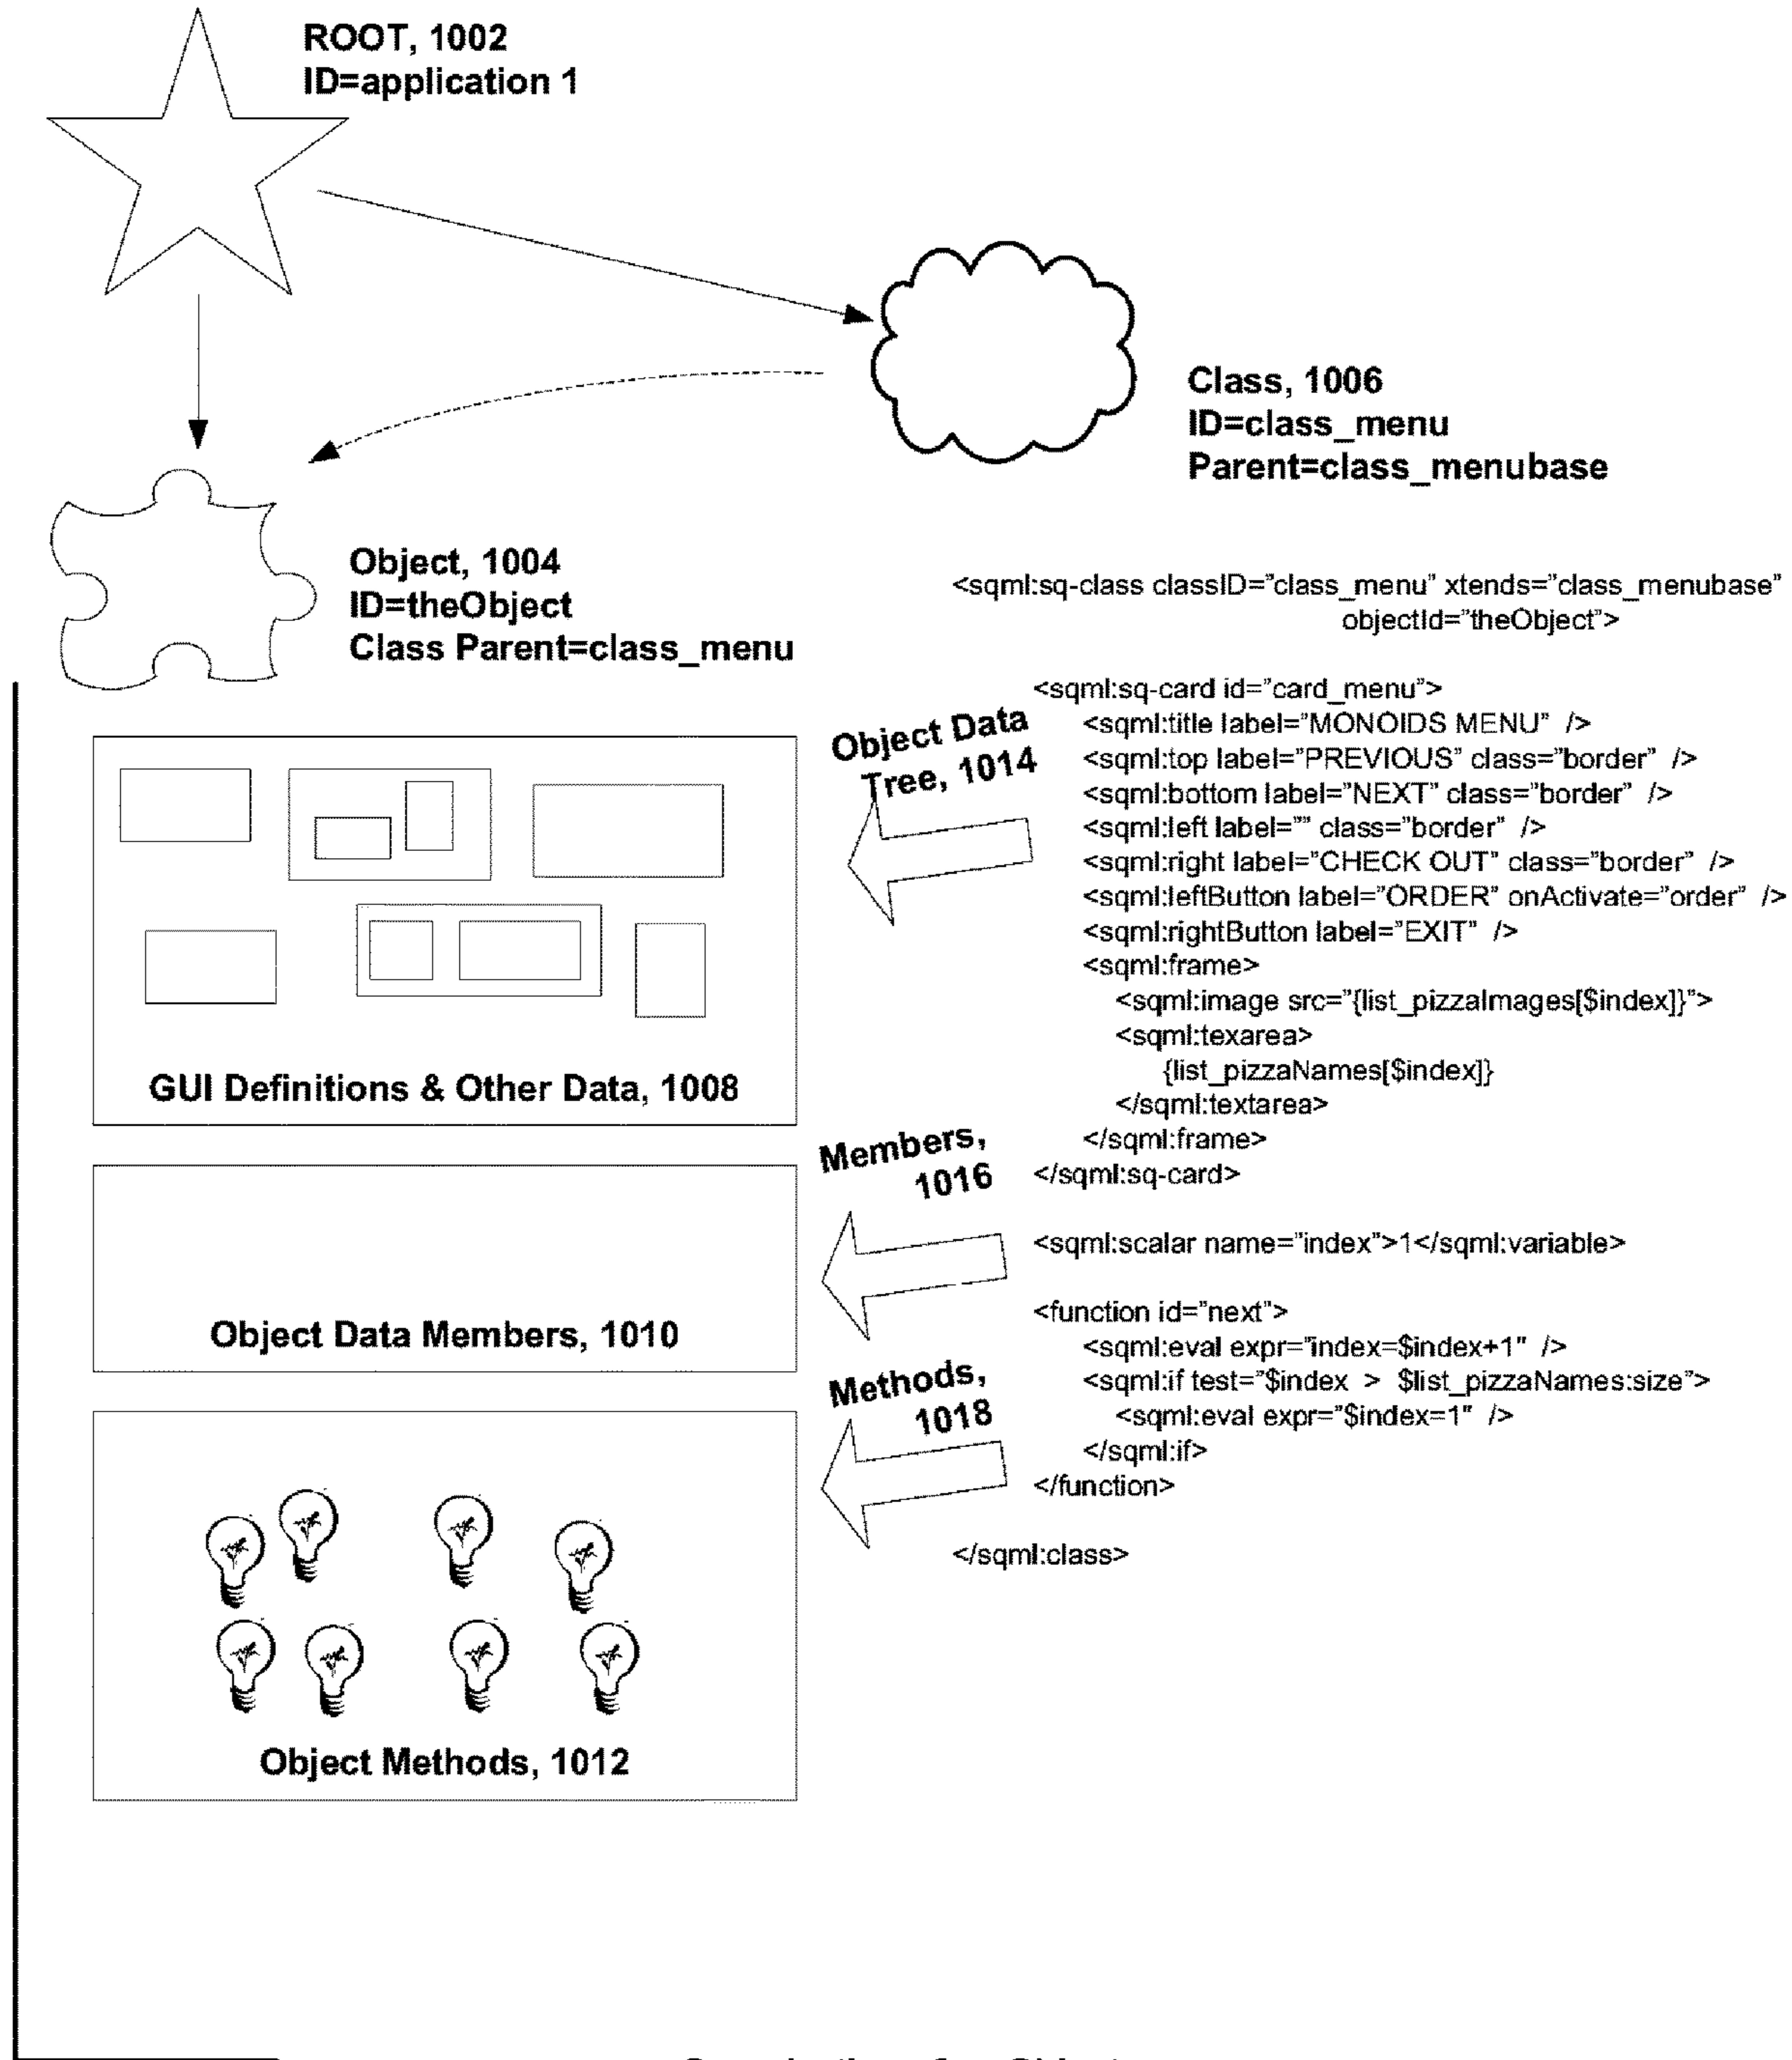 ROOT, 1002
ID=application 1
Class, 1006
ID=class_menu
Parent=class_menubase
Object, 1004
ID=theObject
Class Parent=class_menu
<sqml:sq-class classID="class_menu" xtends="class_menubase"
objectId="theObject">
<sqml:sq-card id="card_menu">
<sqml:title label="MONOIDS MENU" />
<sqml:top label="PREVIOUS" class="border" />
<sqml:bottom label="NEXT" class="border" />
<sqml:left label="" class="border" />
<sqml:right label="CHECK OUT" class="border" />
<sqml:leftButton label="ORDER" onActivate="order" />
<sqml:rightButton label="EXIT" />
<sqml:frame>
<sqml:image src="{list_pizzaImages[$index]}">
<sqml:texarea>
{list_pizzaNames[$index]}
</sqml:textarea>
</sqml:frame>
</sqml:sq-card>
<sqml:scalar name="index">1</sqml:variable>
<function id="next">
<sqml:eval expr="index=$index+1" />
<sqml:if test="$index > $list_pizzaNames:size">
<sqml:eval expr="$index=1" />
</sqml:if>
</function>
</sqml:class>
Object Data
Tree, 1014
GUI Definitions & Other Data, 1008
Members,
1016
Object Data Members, 1010
Methods,
1018
Object Methods, 1012